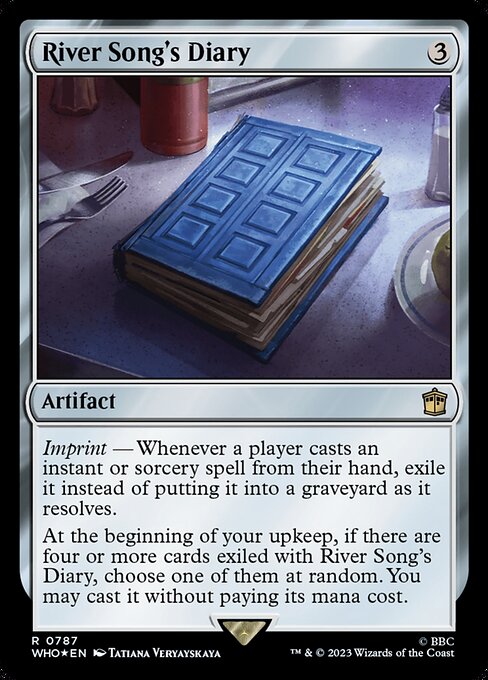 River Song's Diary 3
Artifact
Imprint — Whenever a player casts an
instant or sorcery spell from their hand, exile
it instead of putting it into a graveyard as it
resolves.
At the beginning of your upkeep, if there are
four or more cards exiled with River Song's
Diary, choose one of them at random. You
may cast it without paying its mana cost.
R 0787
WHO★EN Tatiana Veryayskaya
© BBC
™ & © 2023 Wizards of the Coast